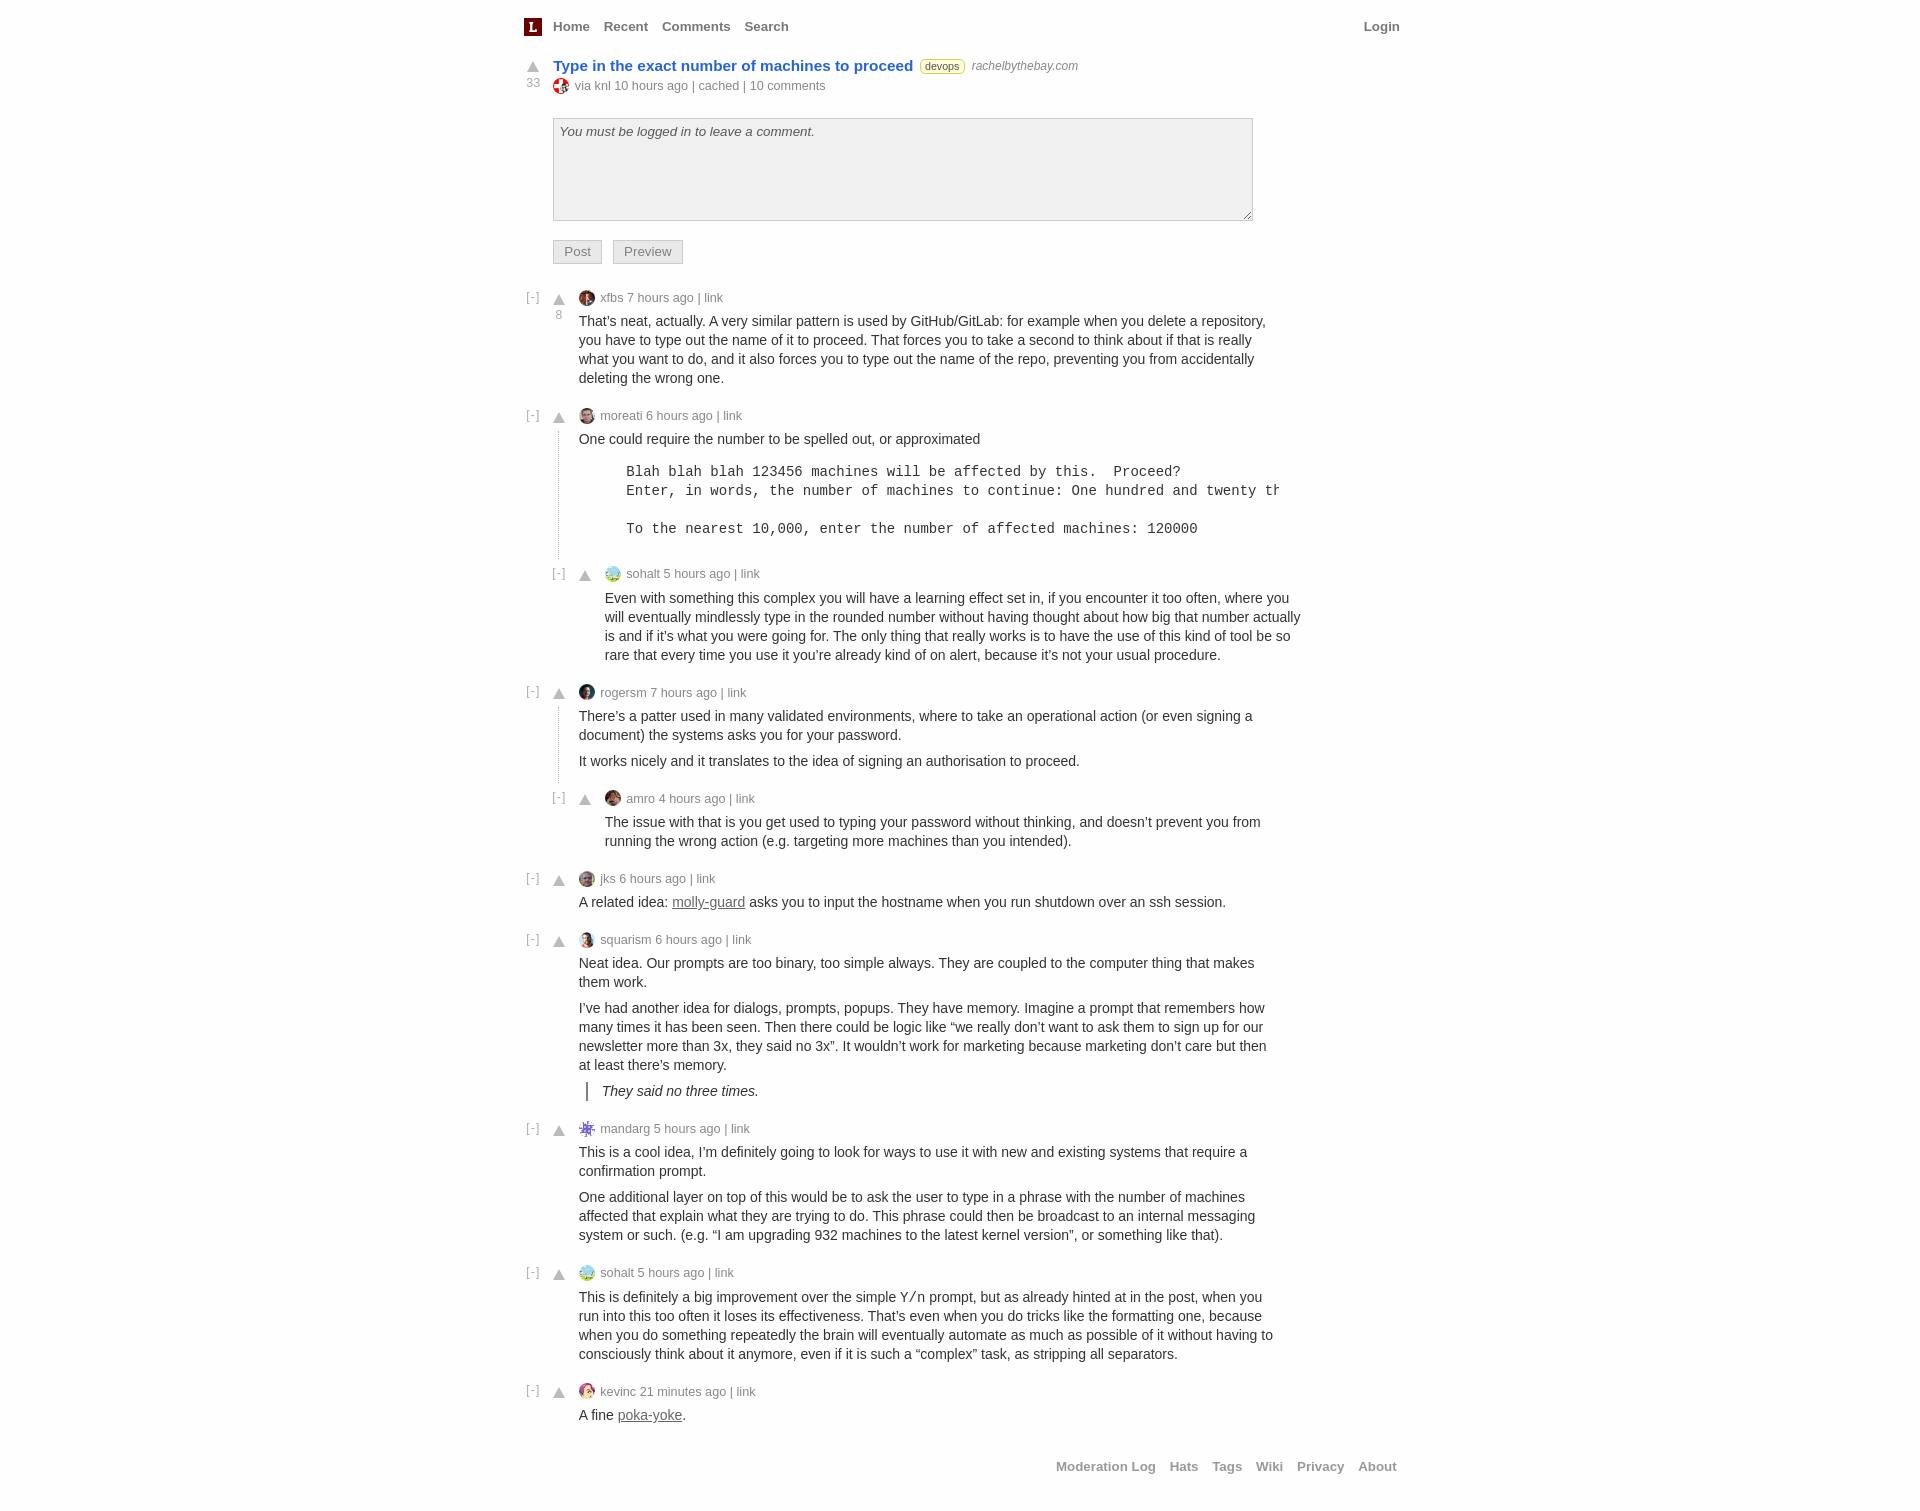 L Home Recent Comments Search Login
Type in the exact number of machines to proceed devops rachelbythebay.com
33
via knl 10 hours ago | cached | 10 comments
You must be logged in to leave a comment.
Post Preview
[-] xfbs 7 hours ago | link
8
That’s neat, actually. A very similar pattern is used by GitHub/GitLab: for example when you delete a repository,
you have to type out the name of it to proceed. That forces you to take a second to think about if that is really
what you want to do, and it also forces you to type out the name of the repo, preventing you from accidentally
deleting the wrong one.
[-] moreati 6 hours ago | link
One could require the number to be spelled out, or approximated
Blah blah blah 123456 machines will be affected by this.  Proceed?
Enter, in words, the number of machines to continue: One hundred and twenty th
To the nearest 10,000, enter the number of affected machines: 120000
[-] sohalt 5 hours ago | link
Even with something this complex you will have a learning effect set in, if you encounter it too often, where you
will eventually mindlessly type in the rounded number without having thought about how big that number actually
is and if it’s what you were going for. The only thing that really works is to have the use of this kind of tool be so
rare that every time you use it you’re already kind of on alert, because it’s not your usual procedure.
[-] rogersm 7 hours ago | link
There’s a patter used in many validated environments, where to take an operational action (or even signing a
document) the systems asks you for your password.
It works nicely and it translates to the idea of signing an authorisation to proceed.
[-] amro 4 hours ago | link
The issue with that is you get used to typing your password without thinking, and doesn’t prevent you from
running the wrong action (e.g. targeting more machines than you intended).
[-] jks 6 hours ago | link
A related idea: molly-guard asks you to input the hostname when you run shutdown over an ssh session.
[-] squarism 6 hours ago | link
Neat idea. Our prompts are too binary, too simple always. They are coupled to the computer thing that makes
them work.
I’ve had another idea for dialogs, prompts, popups. They have memory. Imagine a prompt that remembers how
many times it has been seen. Then there could be logic like “we really don’t want to ask them to sign up for our
newsletter more than 3x, they said no 3x”. It wouldn’t work for marketing because marketing don’t care but then
at least there’s memory.
They said no three times.
[-] mandarg 5 hours ago | link
This is a cool idea, I’m definitely going to look for ways to use it with new and existing systems that require a
confirmation prompt.
One additional layer on top of this would be to ask the user to type in a phrase with the number of machines
affected that explain what they are trying to do. This phrase could then be broadcast to an internal messaging
system or such. (e.g. “I am upgrading 932 machines to the latest kernel version”, or something like that).
[-] sohalt 5 hours ago | link
This is definitely a big improvement over the simple Y/n prompt, but as already hinted at in the post, when you
run into this too often it loses its effectiveness. That’s even when you do tricks like the formatting one, because
when you do something repeatedly the brain will eventually automate as much as possible of it without having to
consciously think about it anymore, even if it is such a “complex” task, as stripping all separators.
[-] kevinc 21 minutes ago | link
A fine poka-yoke.
Moderation Log Hats Tags Wiki Privacy About